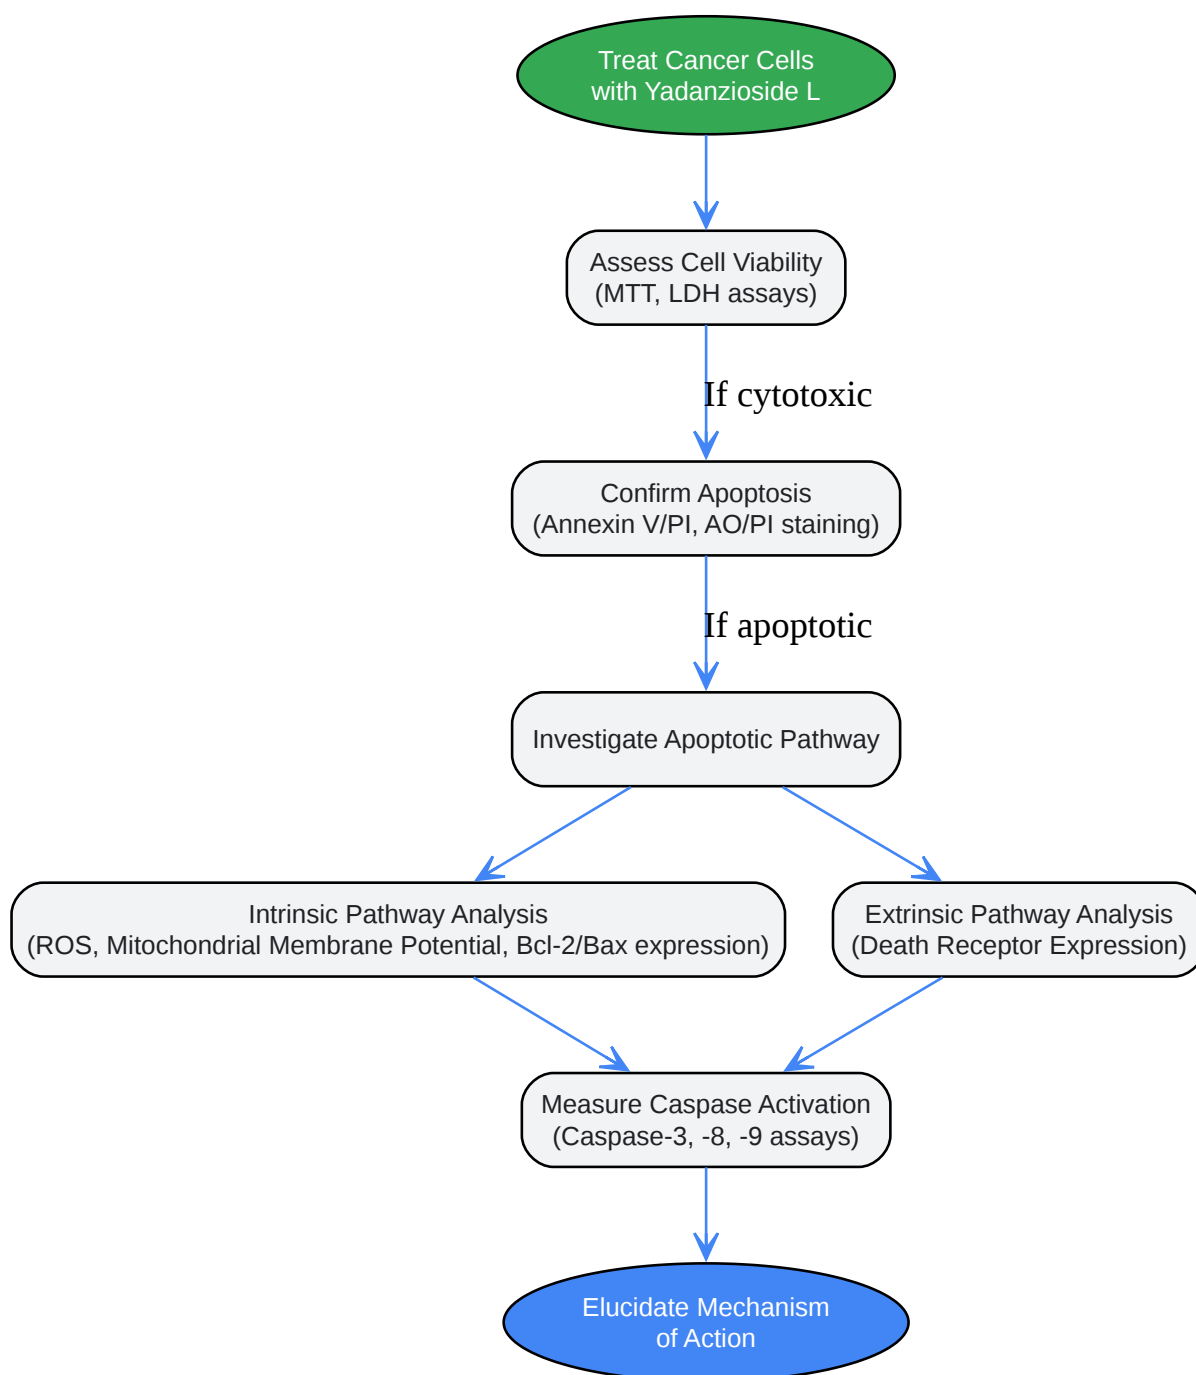 Treat Cancer Cells
with Yadanzioside L
Assess Cell Viability
(MTT, LDH assays)
If cytotoxic
Confirm Apoptosis
(Annexin V/PI, AO/PI staining)
If apoptotic
Investigate Apoptotic Pathway
Intrinsic Pathway Analysis
(ROS, Mitochondrial Membrane Potential, Bcl-2/Bax expression)
Extrinsic Pathway Analysis
(Death Receptor Expression)
Measure Caspase Activation
(Caspase-3, -8, -9 assays)
Elucidate Mechanism
of Action